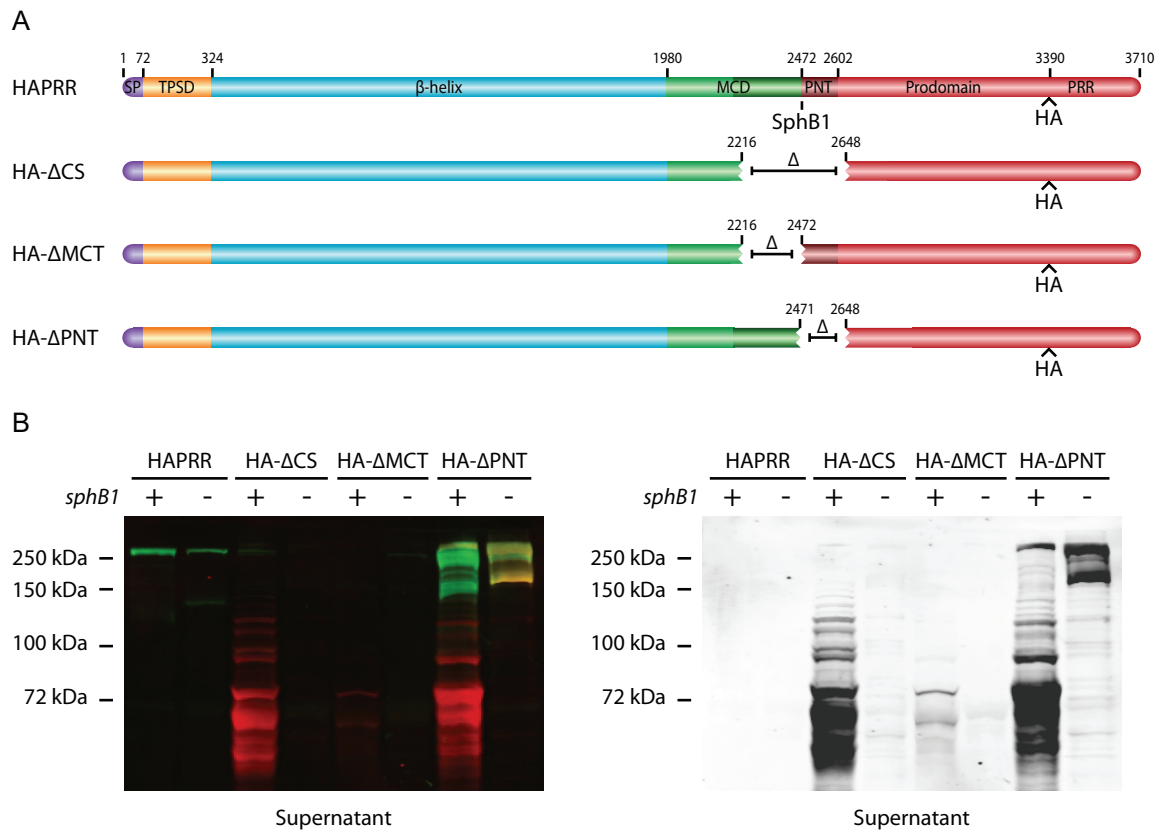 A
1 72 324 1980 2472 2602 3390 3710
HAPRR SP TPSD β-helix MCD PNT Prodomain PRR
SphB1 HA
2216 2648
HA-ΔCS Δ
HA
2216 2472
HA-ΔMCT Δ
HA
2471 2648
HA-ΔPNT Δ
HA
B
HAPRR HA-ΔCS HA-ΔMCT HA-ΔPNT
sphB1 + - + - + - + -
250 kDa
150 kDa
100 kDa
72 kDa
Supernatant
HAPRR HA-ΔCS HA-ΔMCT HA-ΔPNT
sphB1 + - + - + - + -
250 kDa
150 kDa
100 kDa
72 kDa
Supernatant